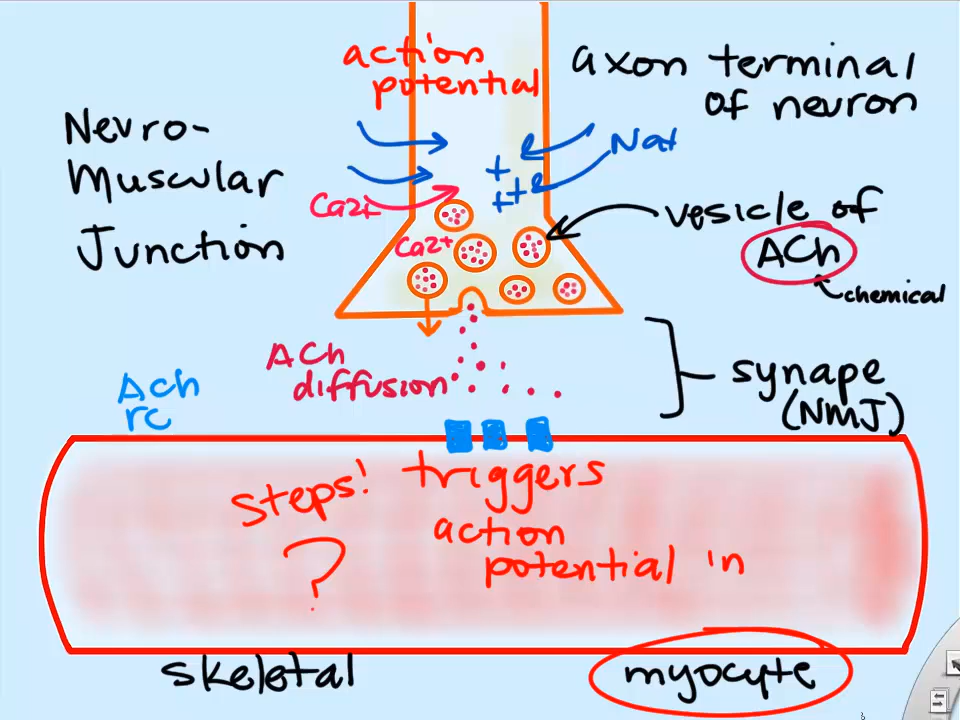 action
potential
axon terminal
of neuron
Neuro-
Muscular
Junction
Na+
+
++
Ca2+
Ca2+
vesicle of
ACh
chemical
ACh
diffusion
synape
(NMJ)
ACh
rc
steps!
?
triggers
action
potential in
skeletal
myocyte